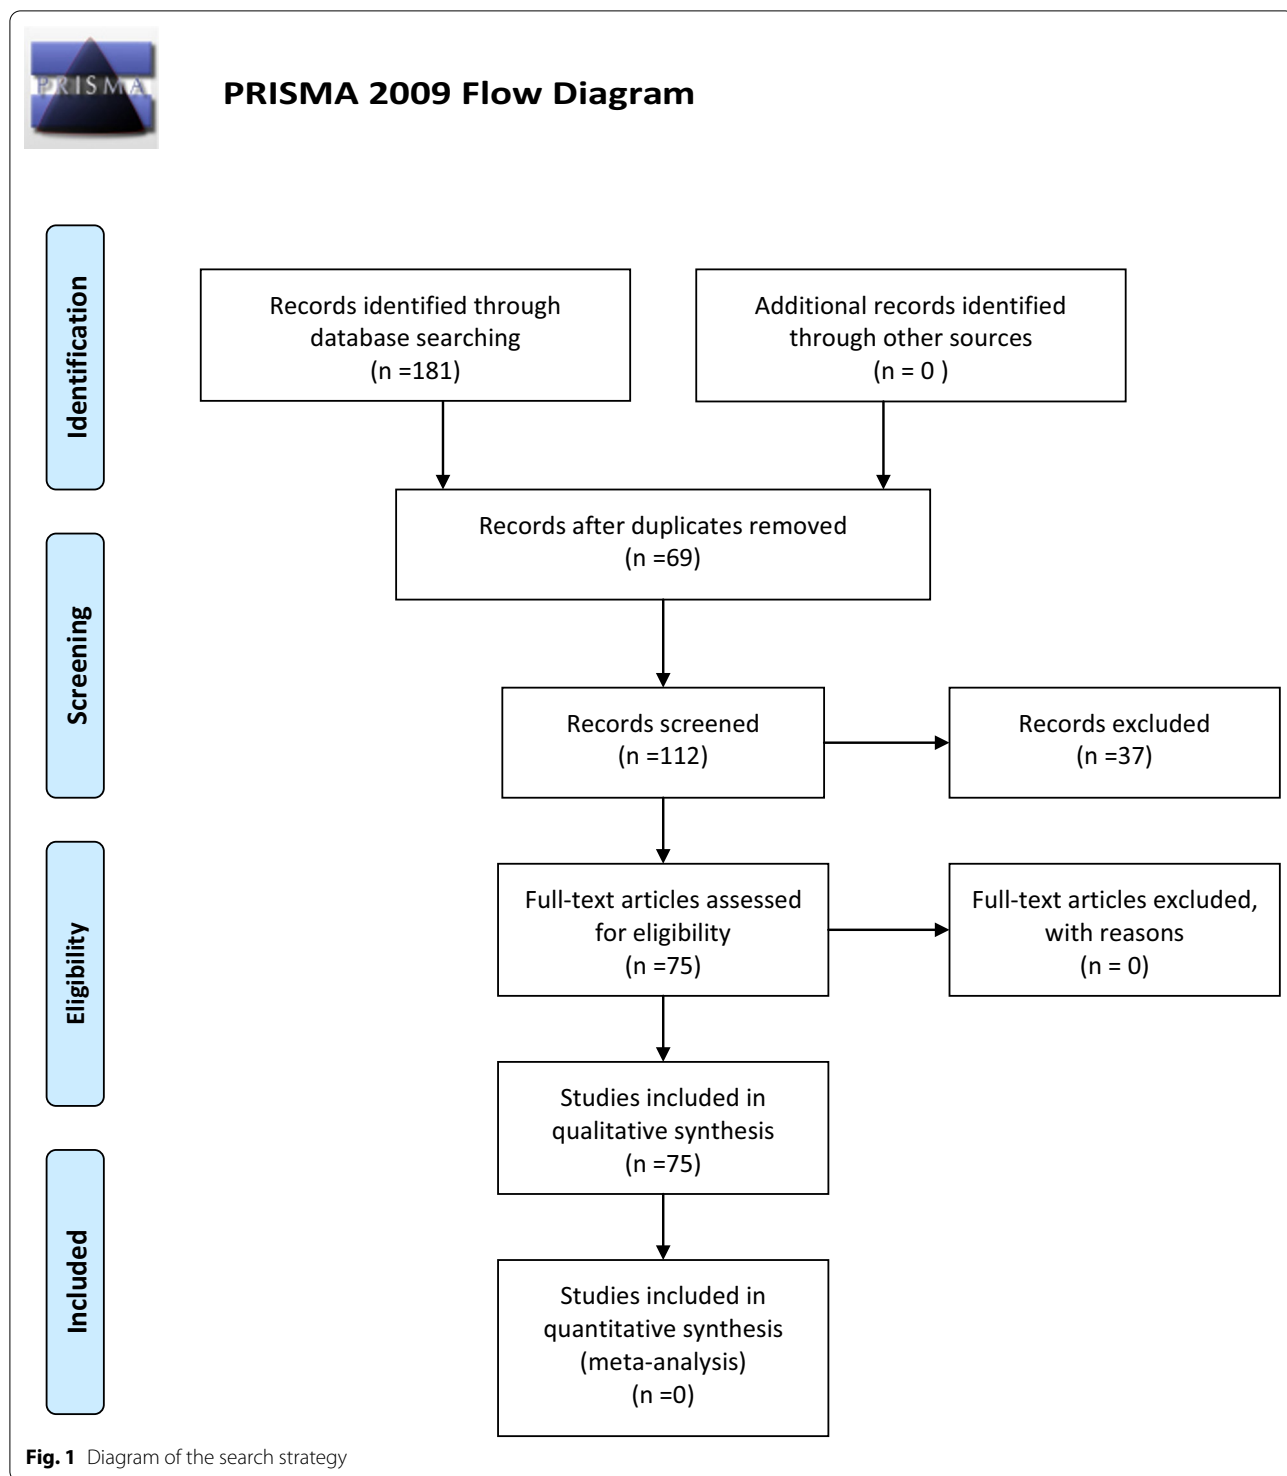 PRISMA
PRISMA 2009 Flow Diagram
Identification
Records identified through
database searching
(n =181)
Additional records identified
through other sources
(n = 0 )
Records after duplicates removed
(n =69)
Screening
Records screened
(n =112)
Records excluded
(n =37)
Eligibility
Full-text articles assessed
for eligibility
(n =75)
Full-text articles excluded,
with reasons
(n = 0)
Studies included in
qualitative synthesis
(n =75)
Included
Studies included in
quantitative synthesis
(meta-analysis)
(n =0)
Fig. 1 Diagram of the search strategy